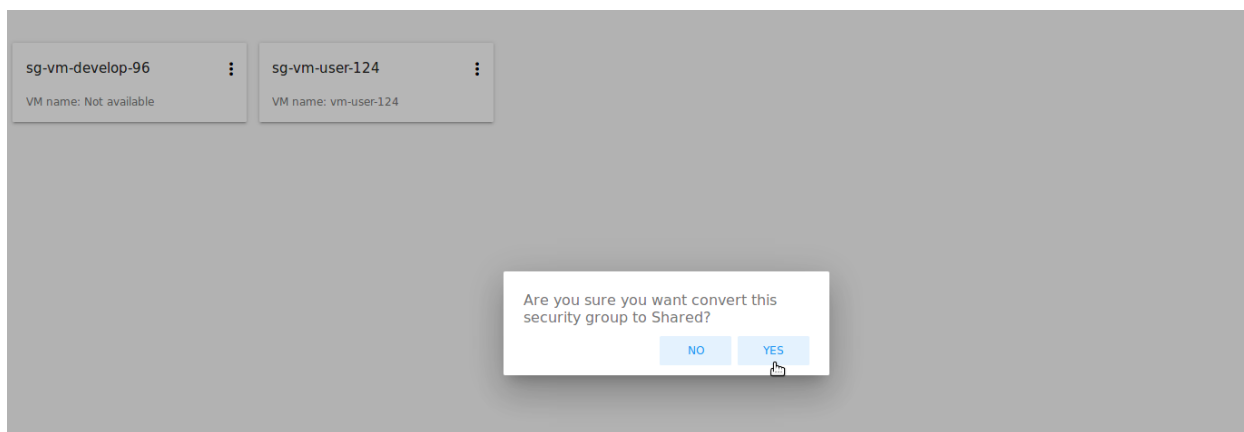 sg-vm-develop-96
VM name: Not available
sg-vm-user-124
VM name: vm-user-124
Are you sure you want convert this
security group to Shared?
NO
YES